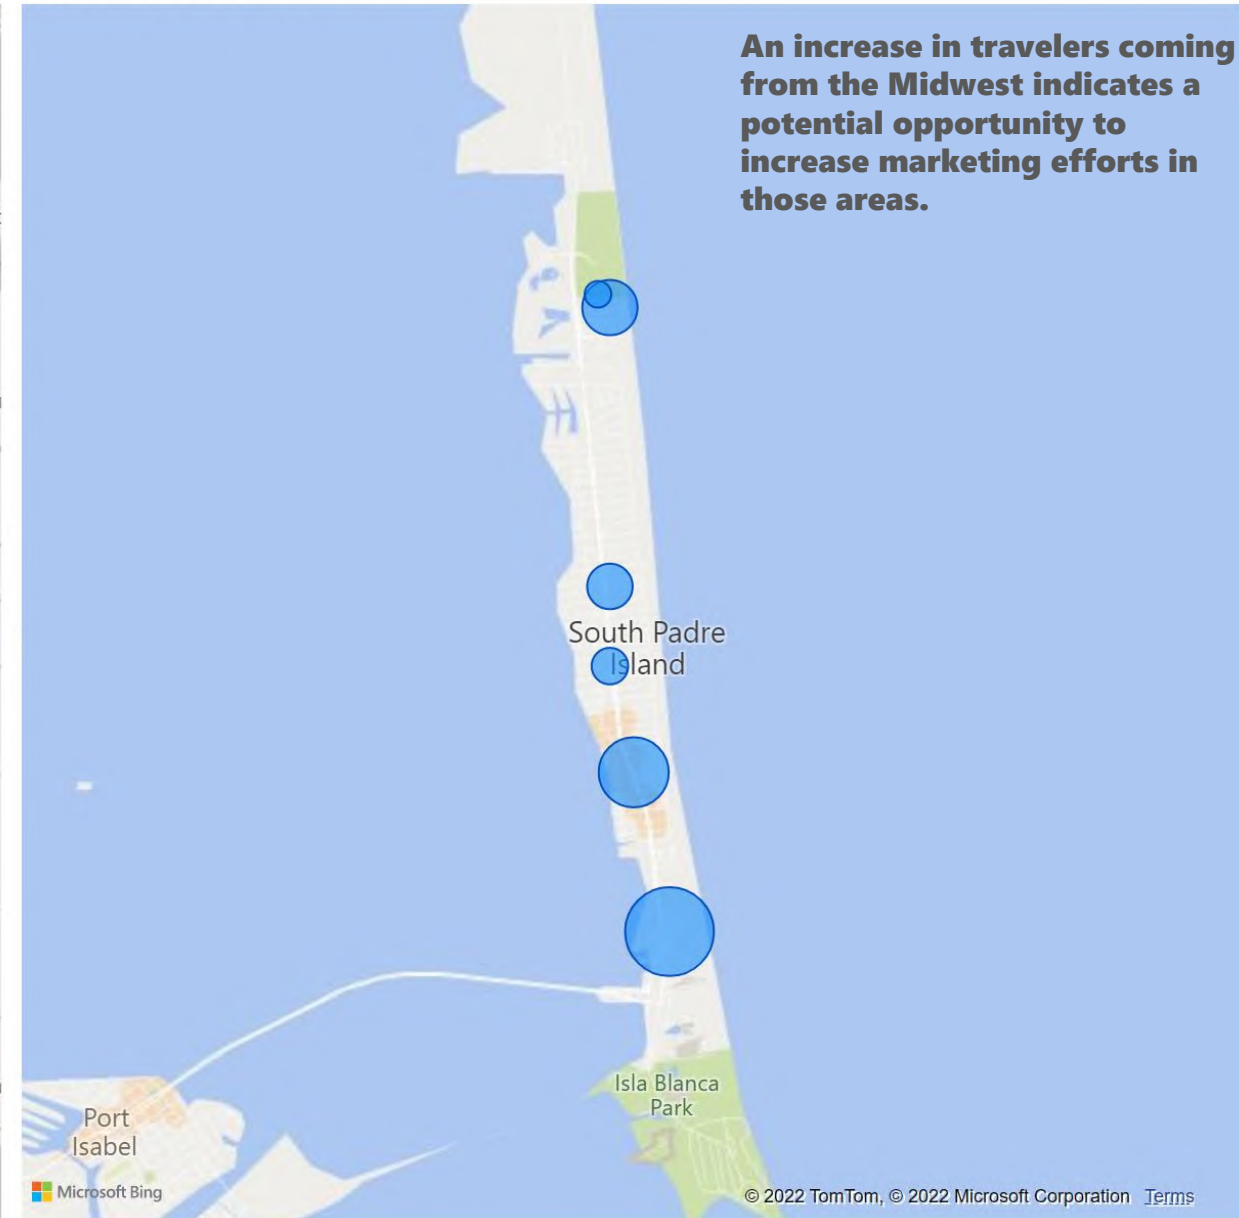 An increase in travelers coming
from the Midwest indicates a
potential opportunity to
increase marketing efforts in
those areas.
South Padre
Island
Isla Blanca
Park
Port
Isabel
Microsoft Bing
© 2022 TomTom, © 2022 Microsoft Corporation Terms